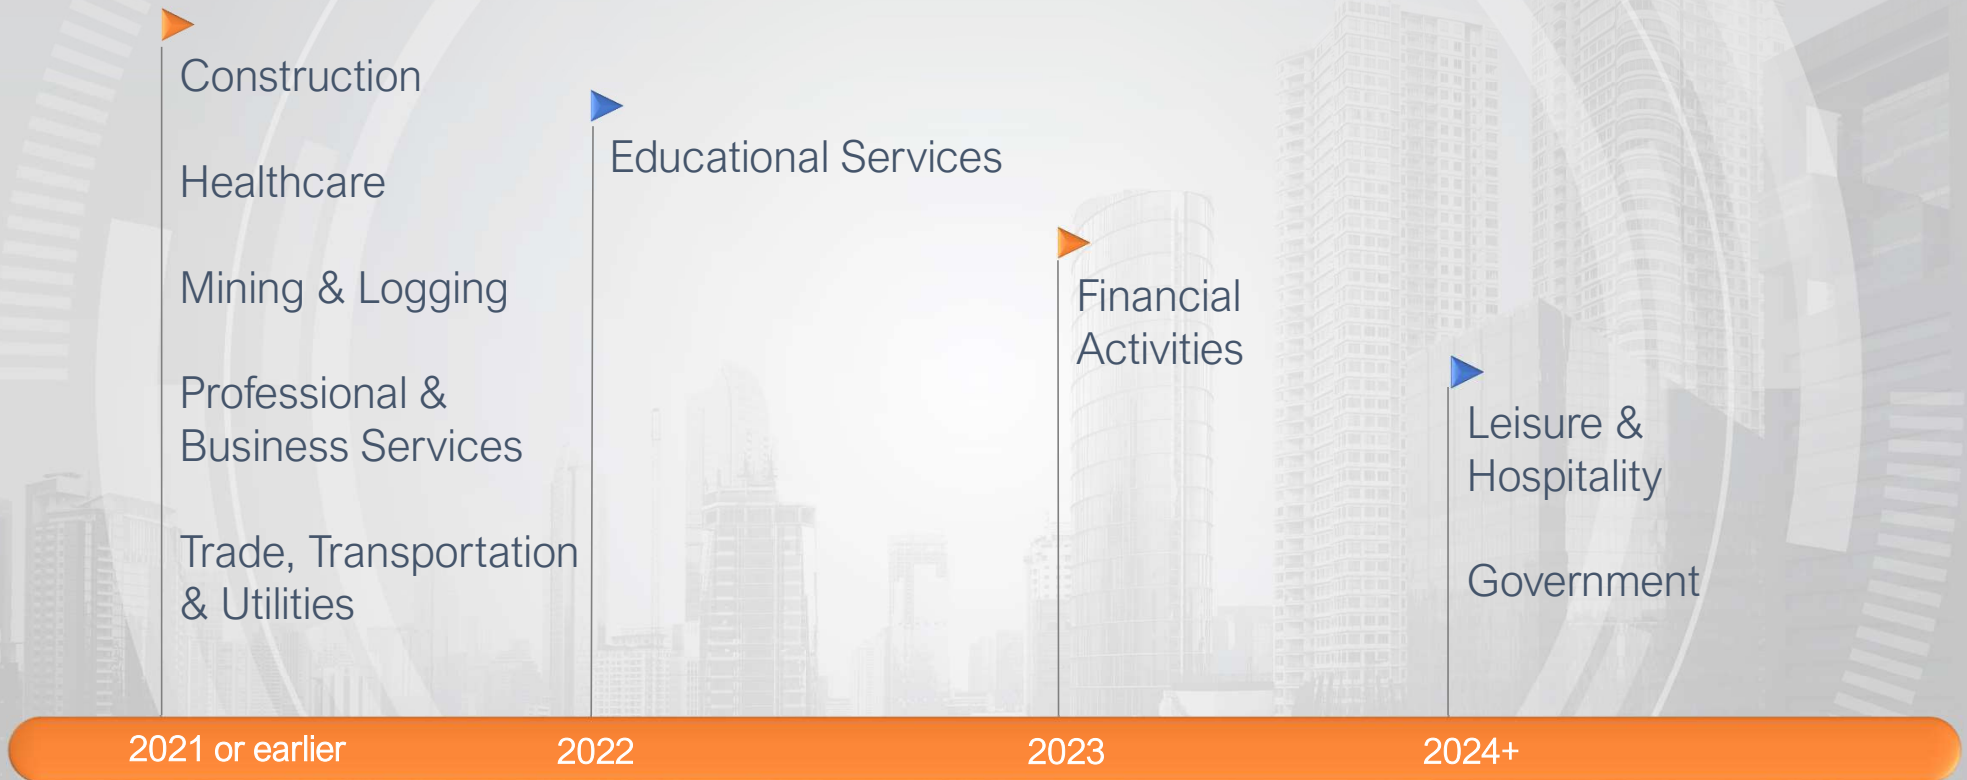 Construction
Healthcare
Mining & Logging
Professional &
Business Services
Trade, Transportation
& Utilities
Educational Services
Financial
Activities
Leisure &
Hospitality
Government
2021 or earlier
2022
2023
2024+